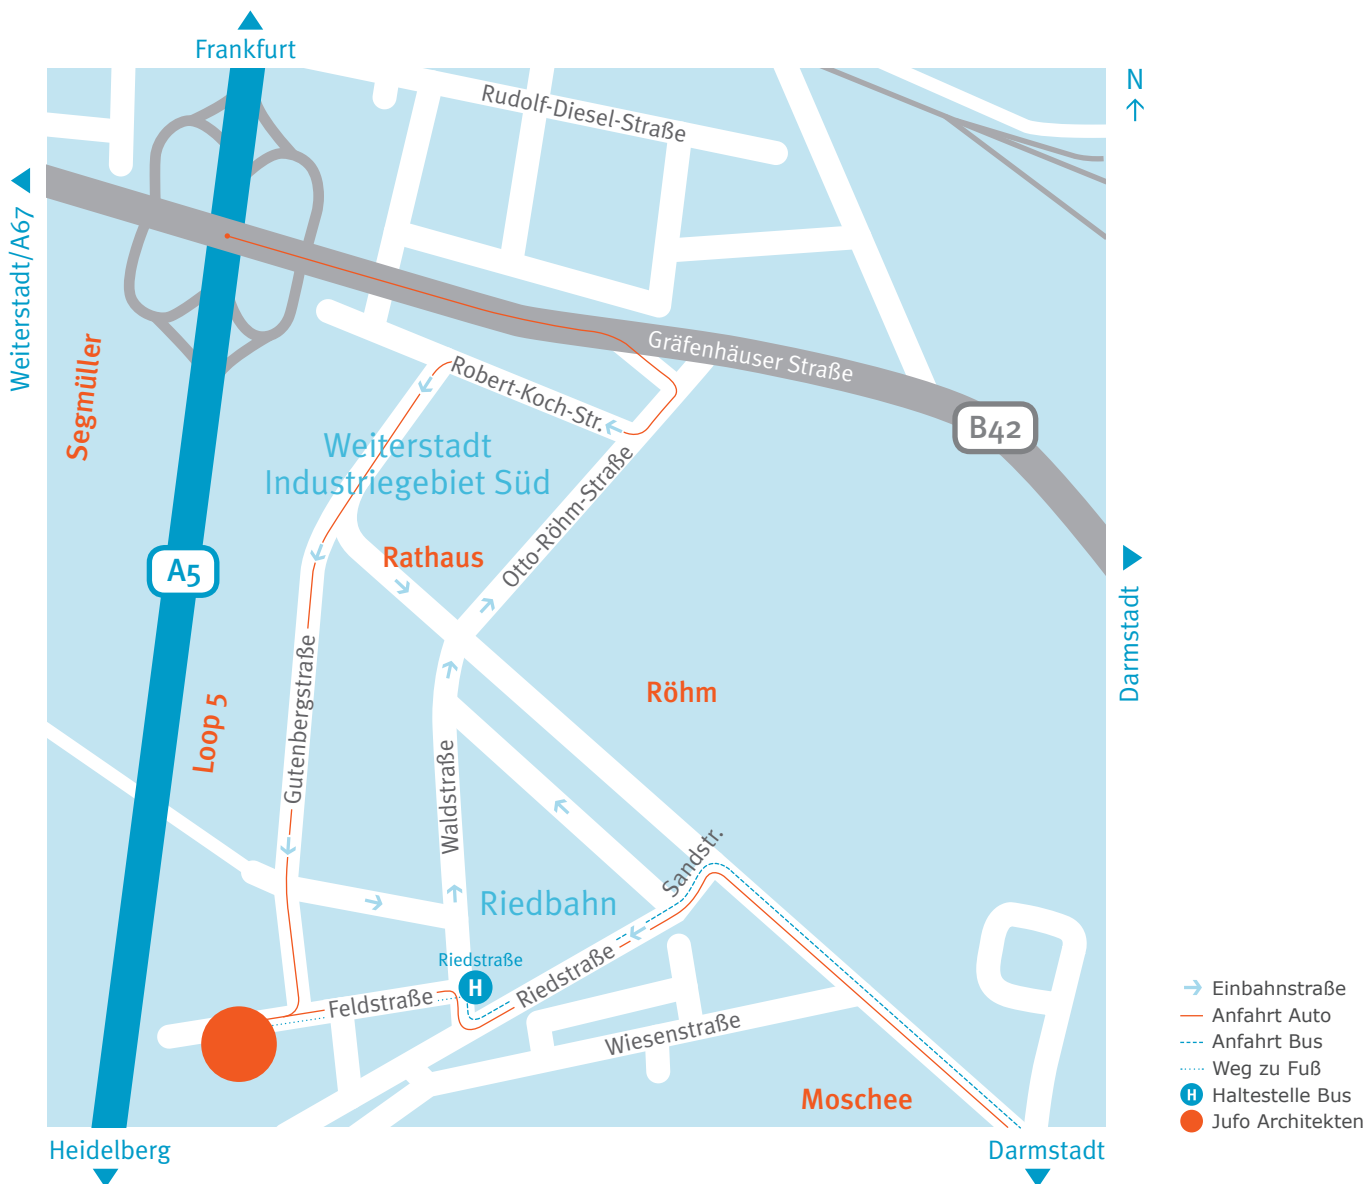 Frankfurt
N
Rudolf-Diesel-Straße
Weiterstadt/A67
Segmüller
Gräfenhäuser Straße
Robert-Koch-Str.
B42
Weiterstadt
Industriegebiet Süd
Otto-Röhm-Straße
Rathaus
A5
Darmstadt
Gutenbergstraße
Röhm
Loop 5
Waldstraße
Sandstr.
Riedbahn
Riedstraße
H
Riedstraße
Feldstraße
Wiesenstraße
Moschee
Heidelberg
Darmstadt
Einbahnstraße
Anfahrt Auto
Anfahrt Bus
Weg zu Fuß
H Haltestelle Bus
Jufo Architekten